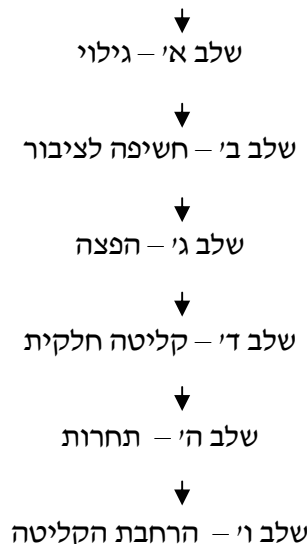 שלב א' – גילוי
שלב ב' – חשיפה לציבור
שלב ג' – הפצה
שלב ד' – קליטה חלקית
שלב ה' – תחרות
שלב ו' – הרחבת הקליטה